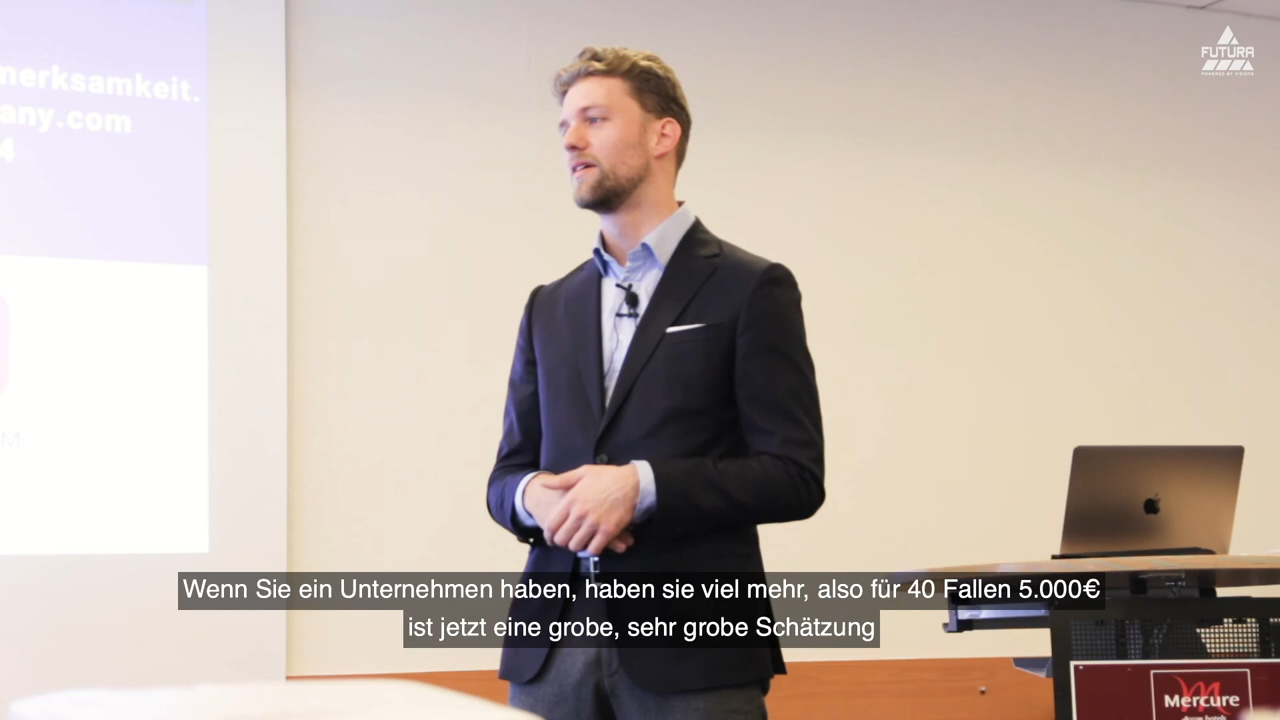 merksamkeit.
any.com
4
M
FUTURA
Wenn Sie ein Unternehmen haben, haben sie viel mehr, also für 40 Fallen 5.000€
ist jetzt eine grobe, sehr grobe Schätzung
Mercure